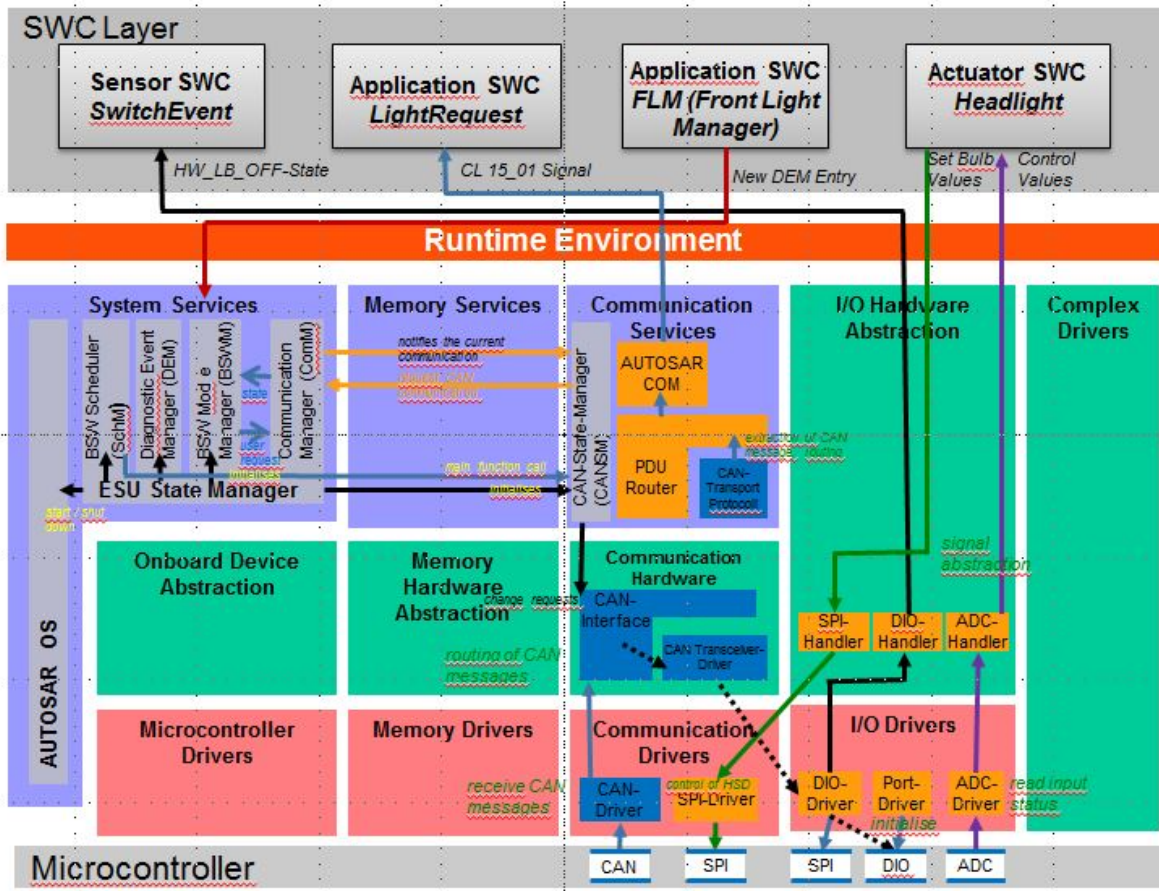 SWC Layer
Sensor SWC
SwitchEvent
Application SWC
LightRequest
Application SWC
FLM (Front Light
Manager)
Actuator SWC
Headlight
HW_LB_OFF-State
CL 15_01 Signal
New DEM Entry
Set Bulb
Values
Control
Values
Runtime Environment
System Services
Memory Services
Communication
Services
I/O Hardware
Abstraction
Complex
Drivers
BSW Scheduler
(SchM)
Diagnostic Event
Manager (DEM)
BSW Mod e
Manager (BSWM)
Communication
Manager (ComM)
state
user
request
initialises
notifies the current
communication
communication
main function call
initialises
CAN-State-Manager
(CANSM)
AUTOSAR
COM
extraction of CAN
message, routing
PDU
Router
CAN-
Transport
Protocoll
ESU State Manager
start / shut
down
signal
abstraction
Onboard Device
Abstraction
Memory
Hardware
Abstraction
Communication
Hardware
change requests
CAN-
Interface
CAN Transceiver-
Driver
routing of CAN
messages
SPI-
Handler
DIO-
Handler
ADC-
Handler
AUTOSAR OS
Microcontroller
Drivers
Memory Drivers
Communication
Drivers
I/O Drivers
receive CAN
messages
CAN-
Driver
control of HSD
SPI-Driver
DIO-
Driver
Port-
Driver
initialise
ADC-
Driver
read input
status
Microcontroller
CAN
SPI
SPI
DIO
ADC